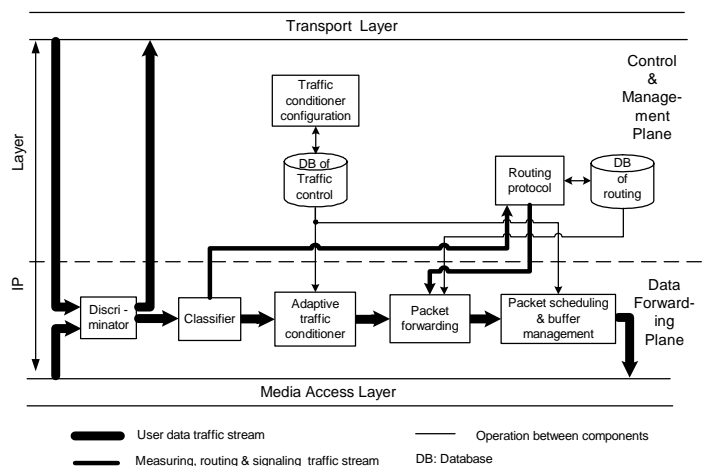 Transport Layer
Control
&
Manage-
ment
Plane
Traffic
conditioner
configuration
Layer
DB of
Traffic
control
Routing
protocol
DB
of
routing
IP
Discri -
minator
Classifier
Adaptive
traffic
conditioner
Packet
forwarding
Packet scheduling
& buffer
management
Data
Forward-
ing
Plane
Media Access Layer
User data traffic stream
Operation between components
Measuring, routing & signaling traffic stream
DB: Database